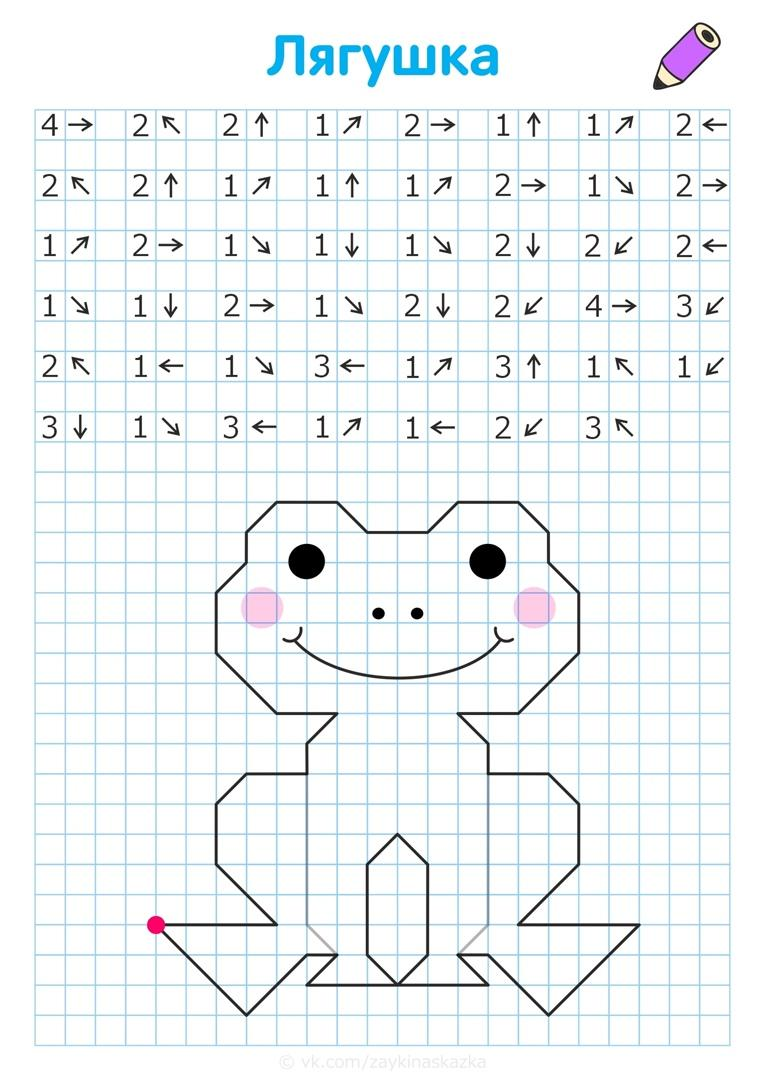 Лягушка
4→ 2↖ 2↑ 1↗ 2→ 1↑ 1↗ 2←
2↖ 2↑ 1↗ 1↑ 1↗ 2→ 1↘ 2→
1↗ 2→ 1↘ 1↓ 1↘ 2↓ 2↙ 2←
1↘ 1↓ 2→ 1↘ 2↓ 2↙ 4→ 3↙
2↖ 1← 1↘ 3← 1↗ 3↑ 1↖ 1↙
3↓ 1↘ 3← 1↗ 1← 2↙ 3↖
© vk.com/zaykinaskazka